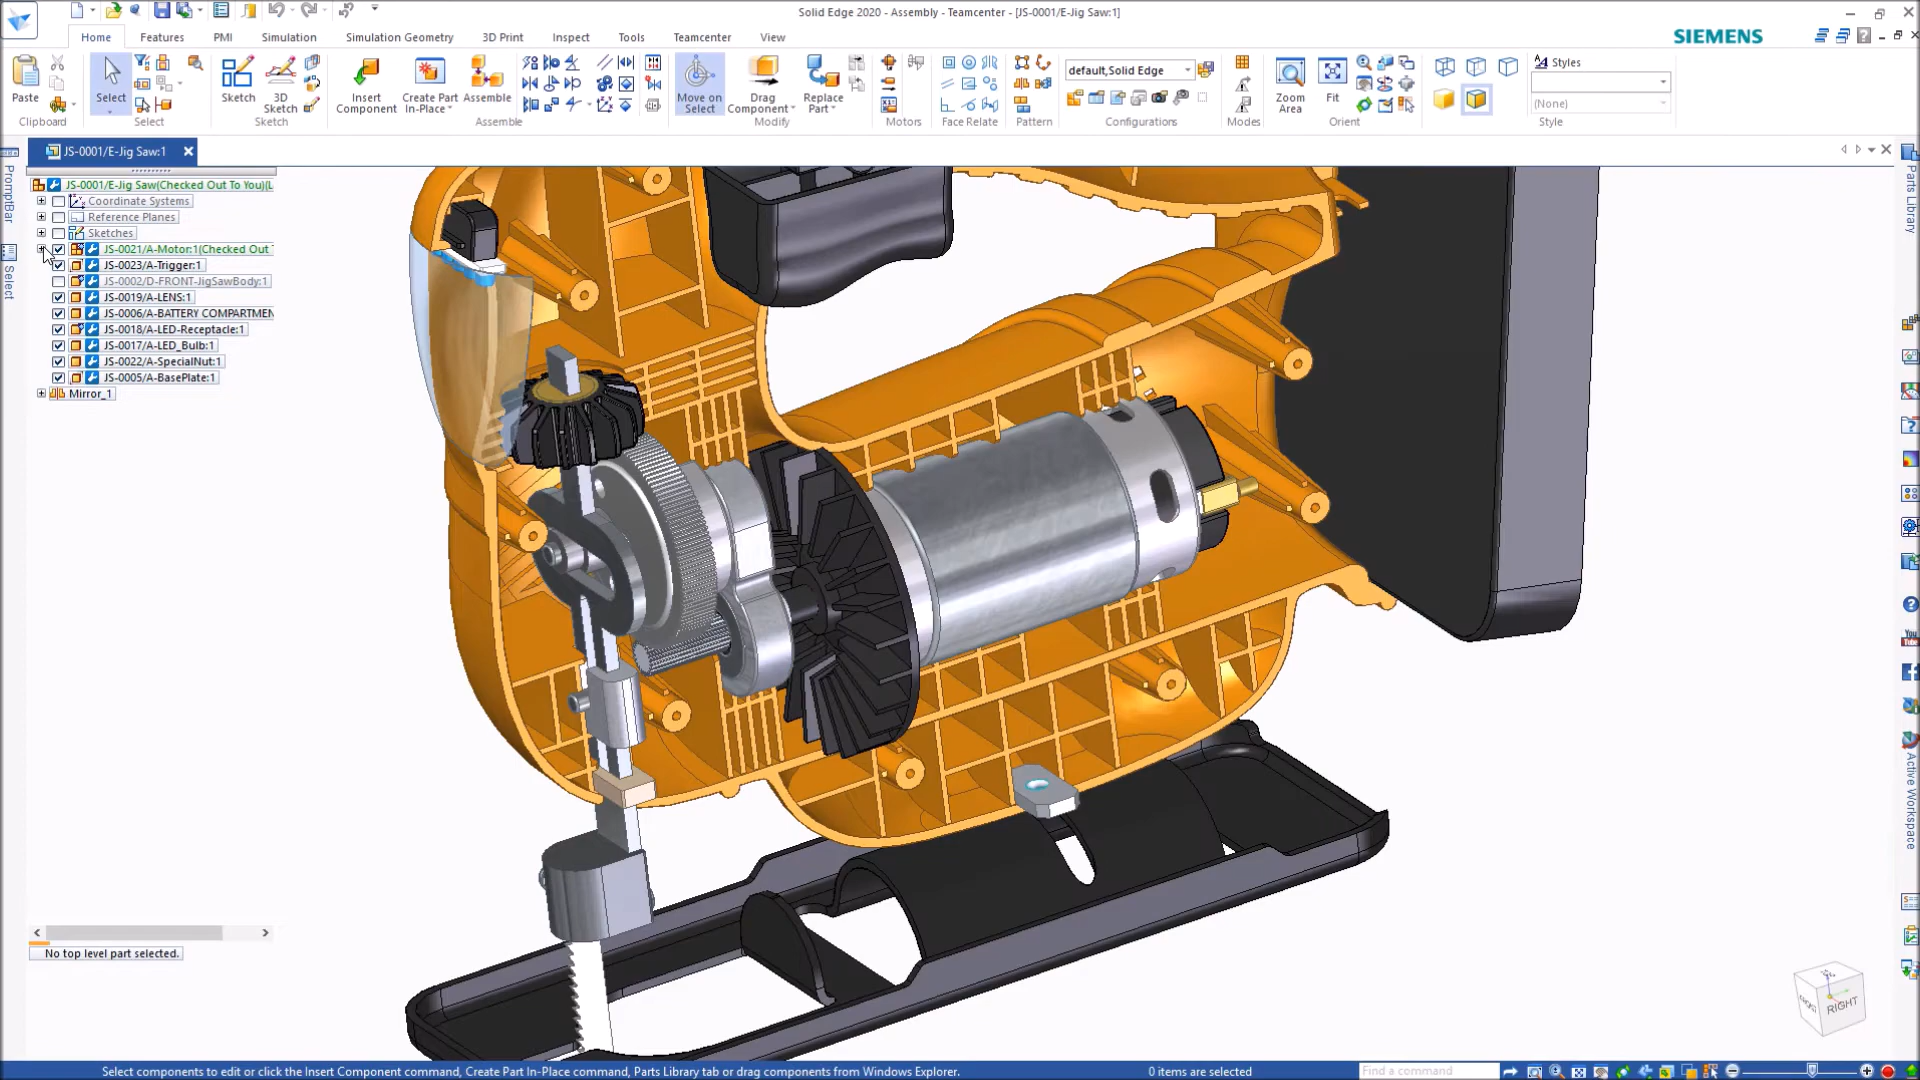 Solid Edge 2020 - Assembly - Teamcenter - [JS-0001/E-Jig Saw:1]
Home Features PMI Simulation Simulation Geometry 3D Print Inspect Tools Teamcenter View
SIEMENS
Paste
Clipboard
Select
Select
Sketch
3D Sketch
Sketch
Insert Component
Create Part In-Place
Assemble
Assemble
Move on Select
Drag Component
Replace Part
Modify
Motors
Face Relate
Pattern
default,Solid Edge
Configurations
Modes
Zoom Area
Fit
Orient
Styles
(None)
Style
JS-0001/E-Jig Saw:1
PromptBar
Select
JS-0001/E-Jig Saw(Checked Out To You)(L
Coordinate Systems
Reference Planes
Sketches
JS-0021/A-Motor:1(Checked Out
JS-0023/A-Trigger:1
JS-0002/D-FRONT-JigSawBody:1
JS-0019/A-LENS:1
JS-0006/A-BATTERY COMPARTMEN
JS-0018/A-LED-Receptacle:1
JS-0017/A-LED_Bulb:1
JS-0022/A-SpecialNut:1
JS-0005/A-BasePlate:1
Mirror_1
No top level part selected.
Parts Library
You Tube
Active Workspace
FRONT
RIGHT
Select components to edit or click the Insert Component command, Create Part In-Place command, Parts Library tab or drag components from Windows Explorer.
0 items are selected
Find a command